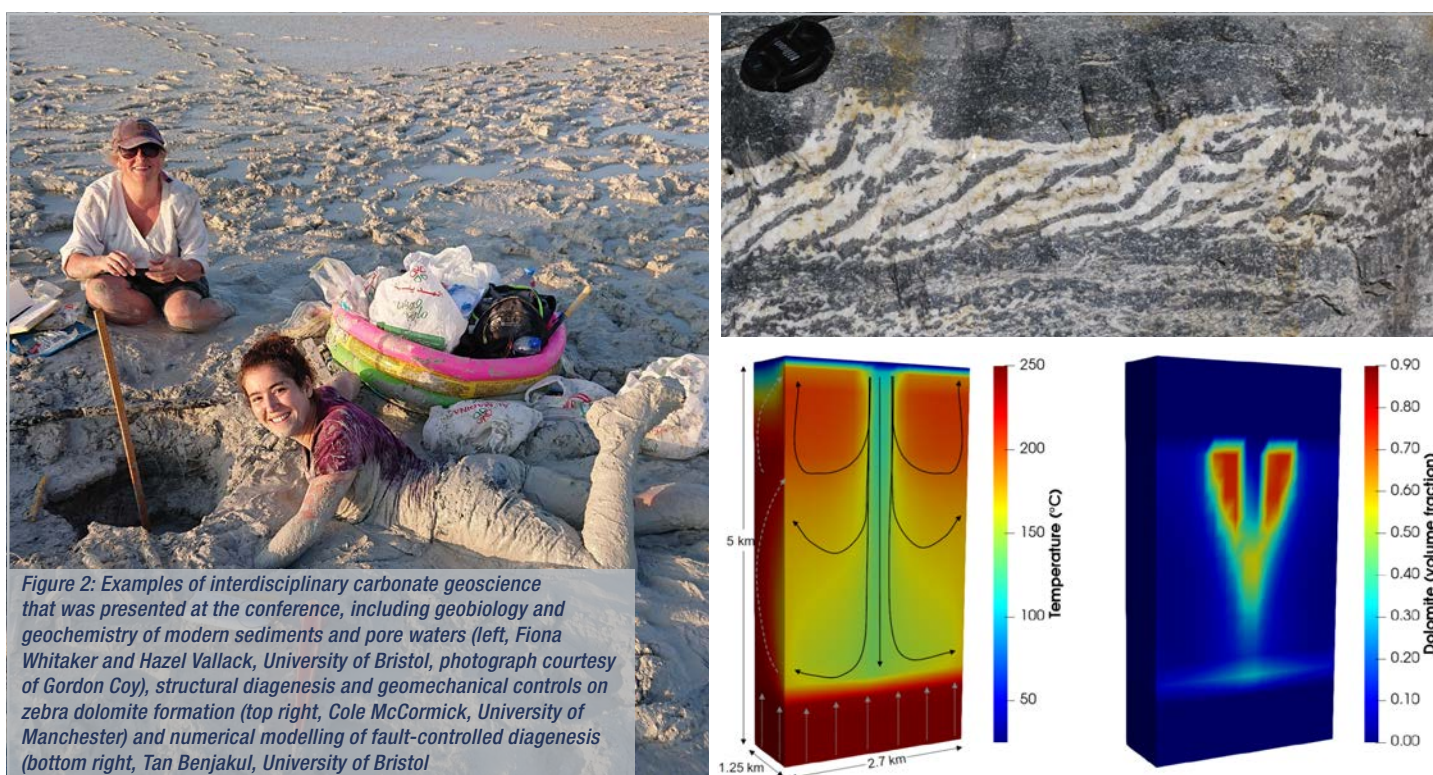 Figure 2: Examples of interdisciplinary carbonate geoscience
that was presented at the conference, including geobiology and
geochemistry of modern sediments and pore waters (left, Fiona
Whitaker and Hazel Vallack, University of Bristol, photograph courtesy
of Gordon Coy), structural diagenesis and geomechanical controls on
zebra dolomite formation (top right, Cole McCormick, University of
Manchester) and numerical modelling of fault-controlled diagenesis
(bottom right, Tan Benjakul, University of Bristol
5 km
1.25 km
2.7 km
250
200
150
100
50
Temperature (°C)
0.90
0.80
0.70
0.60
0.50
0.40
0.30
0.20
0.10
0.00
Dolomite (volume fraction)